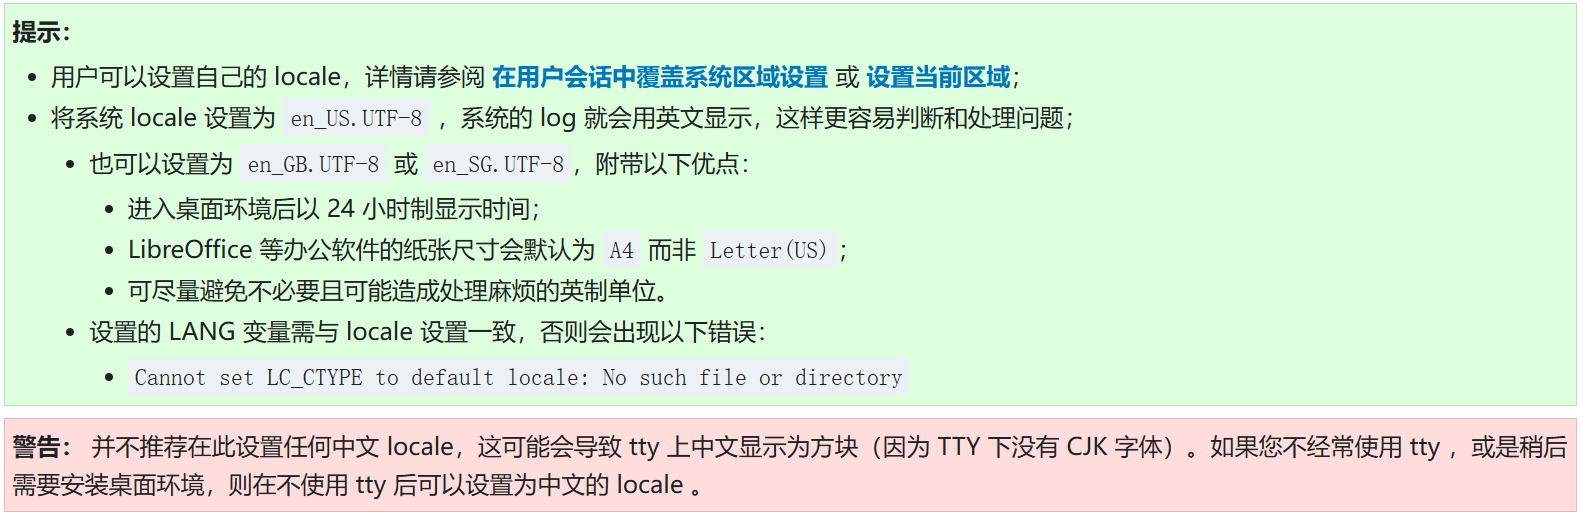 提示：
用户可以设置自己的 locale，详情请参阅 在用户会话中覆盖系统区域设置 或 设置当前区域；
将系统 locale 设置为 en_US.UTF-8 ，系统的 log 就会用英文显示，这样更容易判断和处理问题；
也可以设置为 en_GB.UTF-8 或 en_SG.UTF-8，附带以下优点：
进入桌面环境后以 24 小时制显示时间；
LibreOffice 等办公软件的纸张尺寸会默认为 A4 而非 Letter(US) ；
可尽量避免不必要且可能造成处理麻烦的英制单位。
设置的 LANG 变量需与 locale 设置一致，否则会出现以下错误：
Cannot set LC_CTYPE to default locale: No such file or directory
警告： 并不推荐在此设置任何中文 locale，这可能会导致 tty 上中文显示为方块（因为 TTY 下没有 CJK 字体）。如果您不经常使用 tty ，或是稍后
需要安装桌面环境，则在不使用 tty 后可以设置为中文的 locale 。